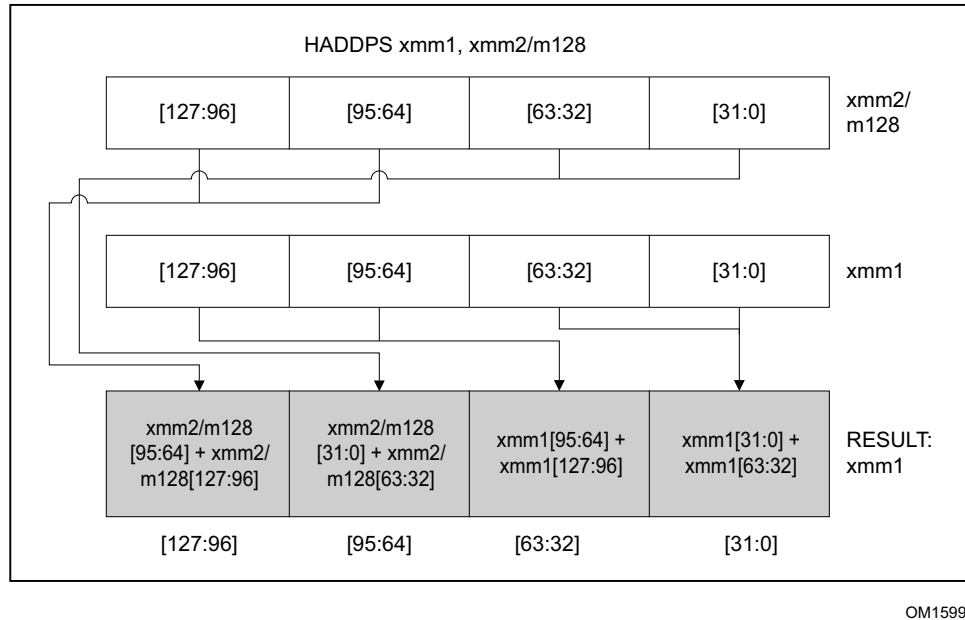 HADDPS xmm1, xmm2/m128
[127:96] [95:64] [63:32] [31:0]
xmm2/
m128
[127:96] [95:64] [63:32] [31:0] xmm1
xmm2/m128
[95:64] + xmm2/
m128[127:96]
xmm2/m128
[31:0] + xmm2/
m128[63:32]
xmm1[95:64] +
xmm1[127:96]
xmm1[31:0] +
xmm1[63:32]
RESULT:
xmm1
[127:96] [95:64] [63:32] [31:0]
OM1599